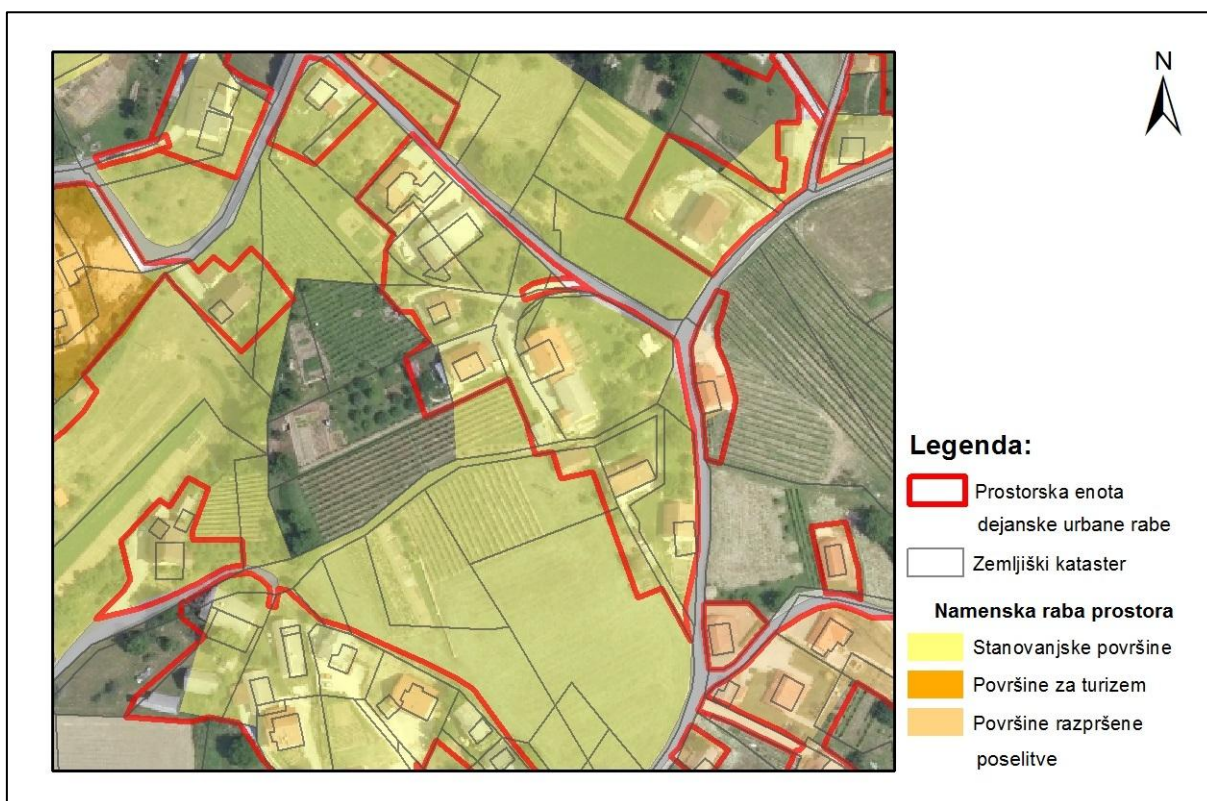 N
Legenda:
Prostorska enota
dejanske urbane rabe
Zemljiški kataster
Namenska raba prostora
Stanovanjske površine
Površine za turizem
Površine razpršene
poselitve